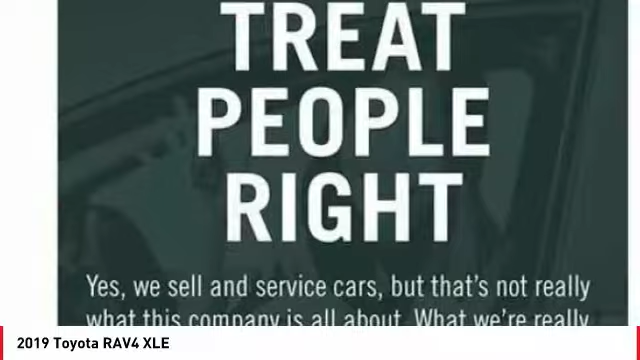 TREAT
PEOPLE
RIGHT
Yes, we sell and service cars, but that's not really
what this company is all about. What we're really
2019 Toyota RAV4 XLE